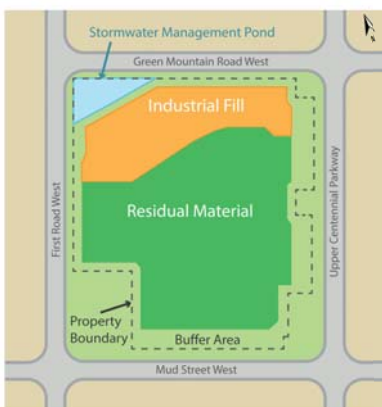 Stormwater Management Pond
Green Mountain Road West
Industrial Fill
Residual Material
First Road West
Upper Centennial Parkway
Property
Boundary
Buffer Area
Mud Street West